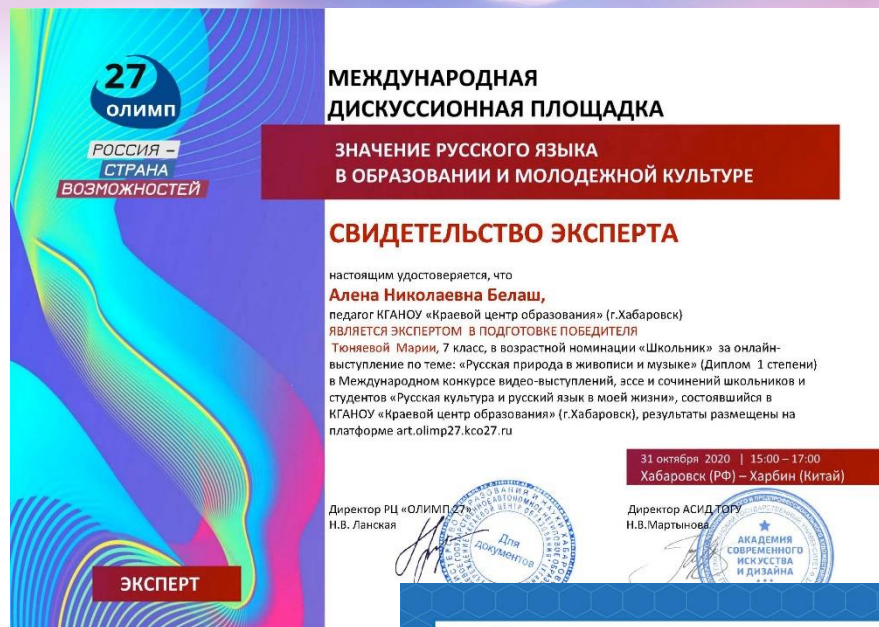 27
ОЛИМП
РОССИЯ –
СТРАНА
ВОЗМОЖНОСТЕЙ
МЕЖДУНАРОДНАЯ
ДИСКУССИОННАЯ ПЛОЩАДКА
ЗНАЧЕНИЕ РУССКОГО ЯЗЫКА
В ОБРАЗОВАНИИ И МОЛОДЕЖНОЙ КУЛЬТУРЕ
СВИДЕТЕЛЬСТВО ЭКСПЕРТА
настоящим удостоверяется, что
Алена Николаевна Белаш,
педагог КГАНОУ «Краевой центр образования» (г.Хабаровск)
ЯВЛЯЕТСЯ ЭКСПЕРТОМ В ПОДГОТОВКЕ ПОБЕДИТЕЛЯ
Тюняевой Марии, 7 класс, в возрастной номинации «Школьник» за онлайн-
выступление по теме: «Русская природа в живописи и музыке» (Диплом 1 степени)
в Международном конкурсе видео-выступлений, эссе и сочинений школьников и
студентов «Русская культура и русский язык в моей жизни», состоявшийся в
КГАНОУ «Краевой центр образования» (г.Хабаровск), результаты размещены на
платформе art.olimp27.kco27.ru
31 октября 2020 | 15:00 – 17:00
Хабаровск (РФ) – Харбин (Китай)
Директор РЦ «ОЛИМП 27»
Н.В. Ланская
Для
документов
Директор АСИД ТОГУ
Н.В.Мартынова
АКАДЕМИЯ
СОВРЕМЕННОГО
ИСКУССТВА
И ДИЗАЙНА
ЭКСПЕРТ